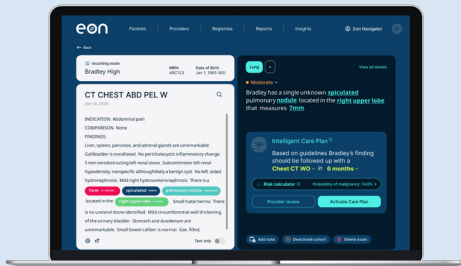 eon
Patients
Providers
Registries
Reports
Insights
Eon Navigator
← Back
Incoming exam
Bradley High
MRN
ABC123
Date of Birth
Jan 1, 1965 (60)
CT CHEST ABD PEL W
Oct 14, 2025
INDICATION: Abdominal pain
COMPARISON: None
FINDINGS:
Liver, spleen, pancreas, and adrenal glands are unremarkable.
Gallbladder is nondilated. No pericholecystic inflammatory change.
5 mm nonobstructing left renal stone. Subcentimeter left renal
hypodensity, nonspecific although likely a benign cyst. No left-sided
hydronephrosis. Mild right hydroureteronephrosis. There is a
7mm spiculated pulmonary nodule
located in the right upper lobe . Small hiatal hernia. There
is no ureteral stone identified. Mild circumferential wall thickening
of the urinary bladder. Stomach and duodenum are
unremarkable. Small bowel caliber is normal. Gas-filled,
Text only
Lung
+
View all details
Moderate
Bradley has a single unknown spiculated
pulmonary nodule located in the right upper lobe
that measures 7mm.
Intelligent Care Plan
Based on guidelines Bradley's finding
should be followed up with a
Chest CT WO in 6 months
Risk calculator
Probability of malignancy: 14.6%
Provider review
Activate Care Plan
Add note
Deactivate cohort
Delete exam